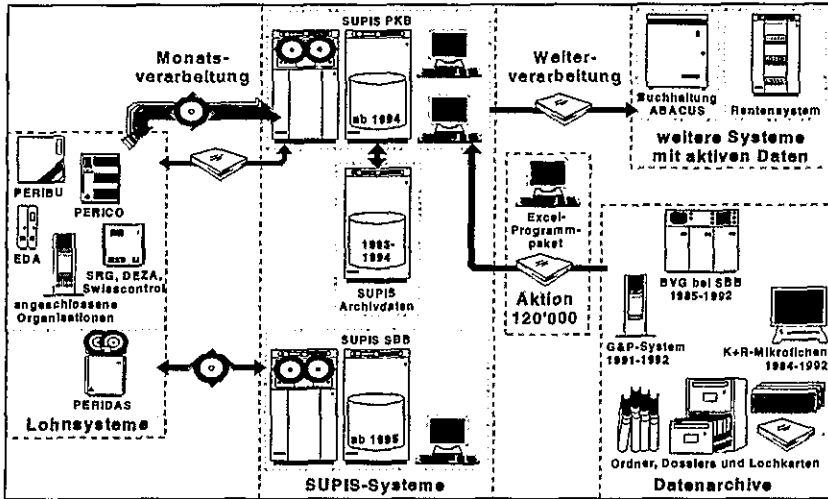 SUPIS PKB
Monats-
verarbeitung
ab 1994
Weiter-
verarbeitung
Buchhaltung
ABACUS
Rentensystem
weitere Systeme
mit aktiven Daten
PERIBU
PERICO
EDA
SRG, DEZA,
Swisscontrol
angeschlossene
Organisationen
1993-
1994
SUPIS
Archivdaten
Excel-
Programm-
paket
Aktion
120'000
BVG bei SBB
1985-1992
G&P-System
1991-1992
K+R-Mikrofichen
1984-1992
PERIDAS
Lohnsysteme
SUPIS SBB
ab 1995
SUPIS-Systeme
Ordner, Dossiers und Lochkarten
Datenarchive